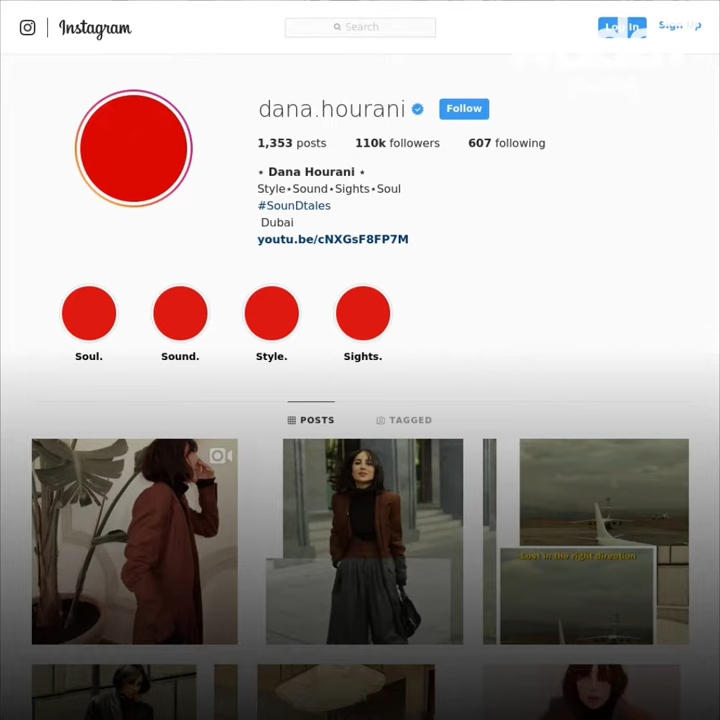 Instagram
Search
Log In
Sign Up
dana.hourani
Follow
1,353 posts 110k followers 607 following
⋆ Dana Hourani ⋆
Style⋆Sound⋆Sights⋆Soul
#SounDtales
Dubai
youtu.be/cNXGsF8FP7M
Soul. Sound. Style. Sights.
POSTS TAGGED
Lost in the right direction